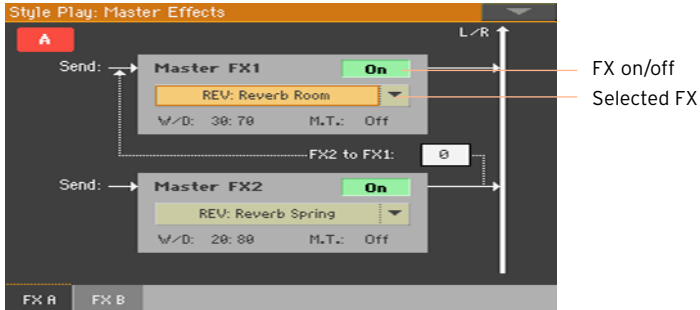 Style Play: Master Effects
A
L/R
Send:
Master FX1
On
FX on/off
REV: Reverb Room
Selected FX
W/D: 30:70 M.T.: Off
FX2 to FX1: 0
Send:
Master FX2
On
REV: Reverb Spring
W/D: 20:80 M.T.: Off
FX A FX B